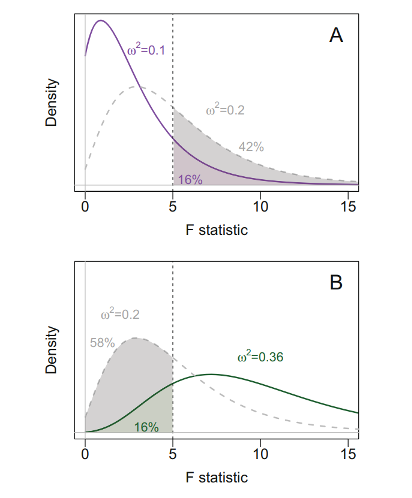 A
ω²=0.1
ω²=0.2
42%
16%
Density
0 5 10 15
F statistic
B
ω²=0.2
58%
ω²=0.36
16%
Density
0 5 10 15
F statistic